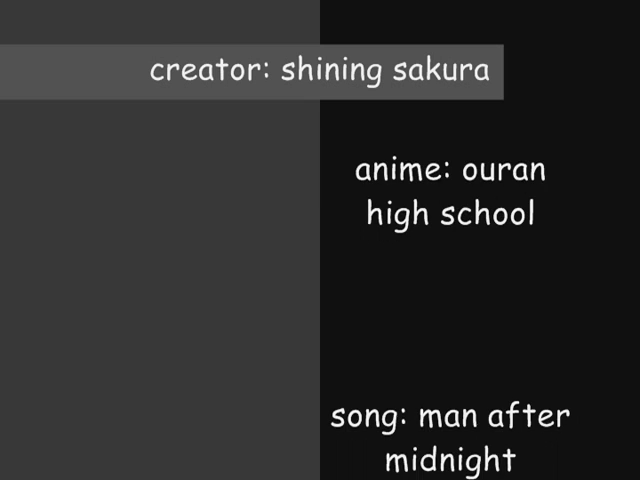 creator: shining sakura
anime: ouran
high school
song: man after
midnight